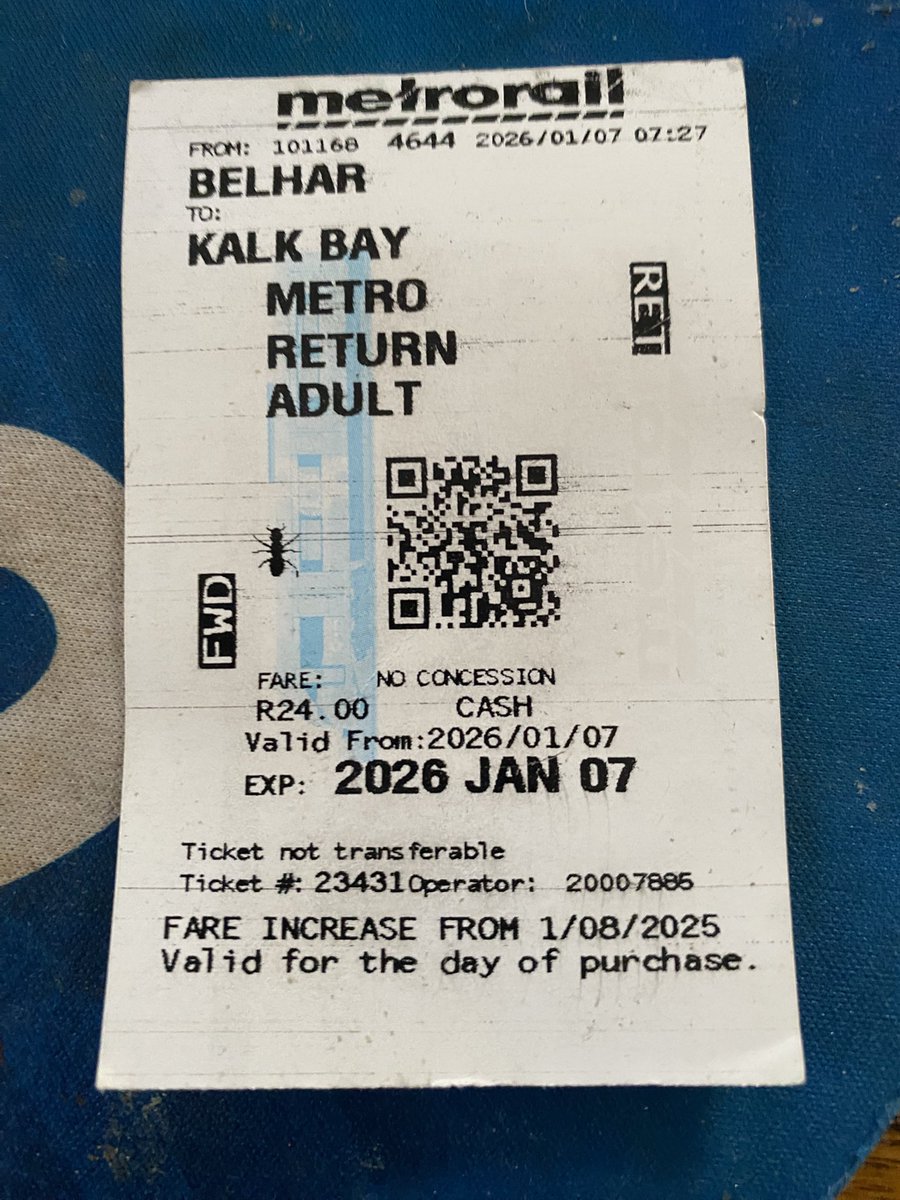 metrorail
FROM: 101168 4644 2026/01/07 07:27
BELHAR
TO:
KALK BAY
METRO
RETURN
ADULT
RET
FWD
FARE: NO CONCESSION
R24.00 CASH
Valid From:2026/01/07
EXP: 2026 JAN 07
Ticket not transferable
Ticket #: 23431Operator: 20007885
FARE INCREASE FROM 1/08/2025
Valid for the day of purchase.